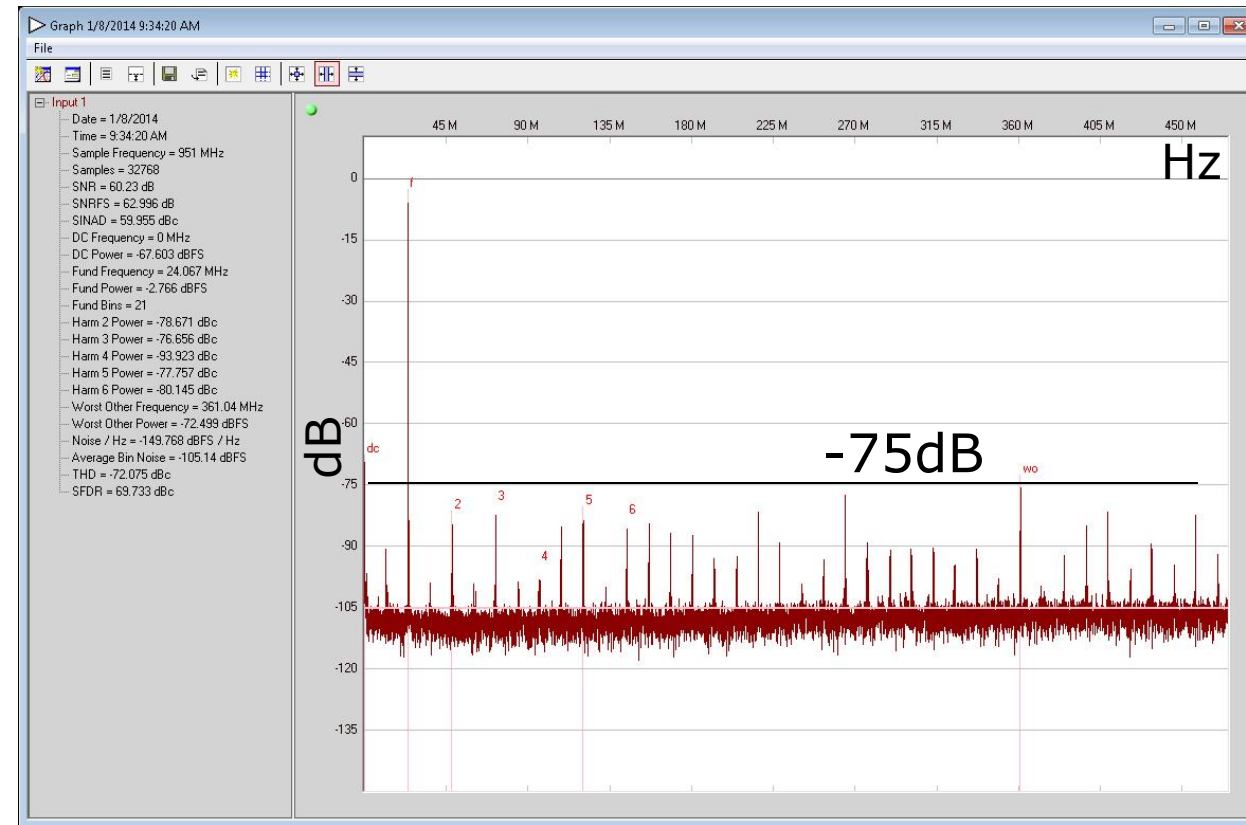 Graph 1/8/2014 9:34:20 AM
File
Input 1
Date = 1/8/2014
Time = 9:34:20 AM
Sample Frequency = 951 MHz
Samples = 32768
SNR = 60.23 dB
SNRFS = 62.996 dB
SINAD = 59.955 dBc
DC Frequency = 0 MHz
DC Power = -67.603 dBFS
Fund Frequency = 24.067 MHz
Fund Power = -2.766 dBFS
Fund Bins = 21
Harm 2 Power = -78.671 dBc
Harm 3 Power = -76.656 dBc
Harm 4 Power = -93.923 dBc
Harm 5 Power = -77.757 dBc
Harm 6 Power = -80.145 dBc
Worst Other Frequency = 361.04 MHz
Worst Other Power = -72.499 dBFS
Noise / Hz = -149.768 dBFS / Hz
Average Bin Noise = -105.14 dBFS
THD = -72.075 dBc
SFDR = 69.733 dBc
45 M 90 M 135 M 180 M 225 M 270 M 315 M 360 M 405 M 450 M
Hz
0
f
-15
-30
-45
-60
dB
dc
-75dB
wo
-75
2 3 5 6
4
-90
-105
-120
-135